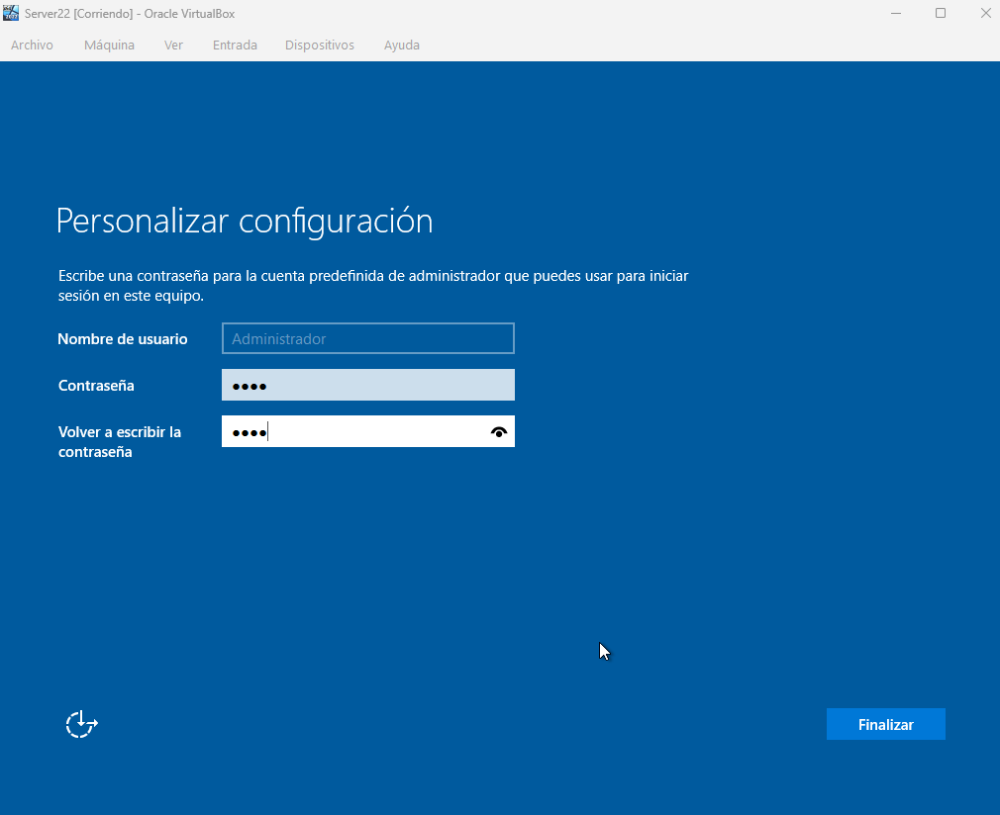 Server22 [Corriendo] - Oracle VirtualBox
Archivo Máquina Ver Entrada Dispositivos Ayuda
Personalizar configuración
Escribe una contraseña para la cuenta predefinida de administrador que puedes usar para iniciar
sesión en este equipo.
Nombre de usuario Administrador
Contraseña ••••
Volver a escribir la ••••
contraseña
Finalizar